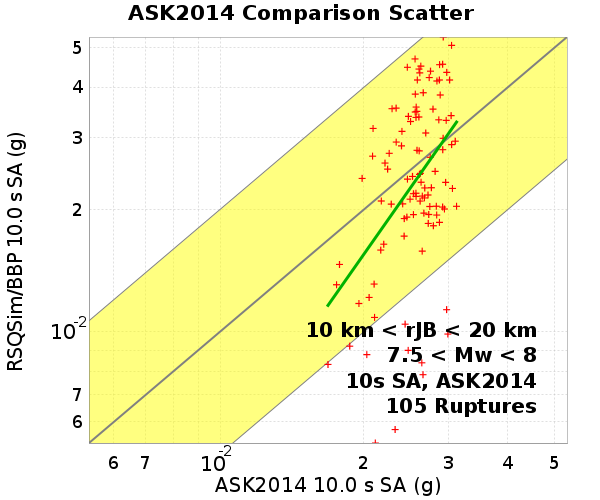 ASK2014 Comparison Scatter
RSQSim/BBP 10.0 s SA (g)
5
4
3
2
10-2
7
6
10 km < rJB < 20 km
7.5 < Mw < 8
10s SA, ASK2014
105 Ruptures
6 7 10-2 2 3 4 5
ASK2014 10.0 s SA (g)